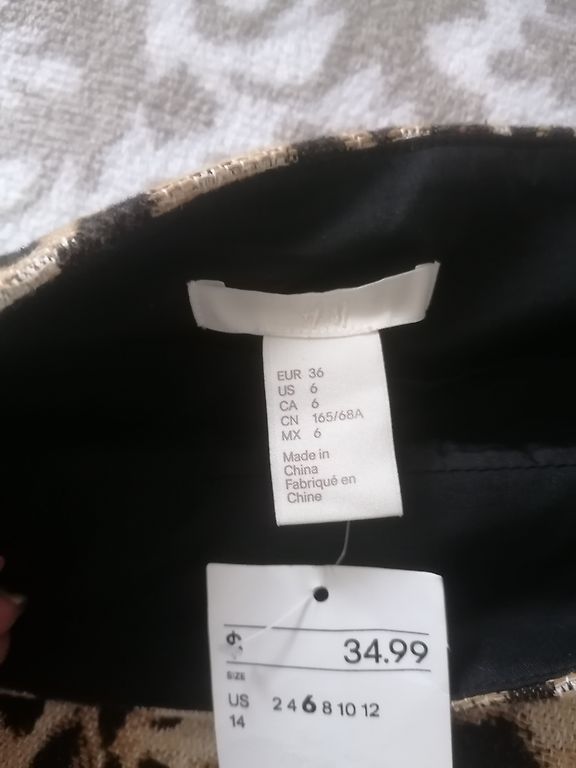 EUR 36
US 6
CA 6
CN 165/68A
MX 6
Made in
China
Fabriqué en
Chine
34.99
SIZE
US 2 4 6 8 10 12
14